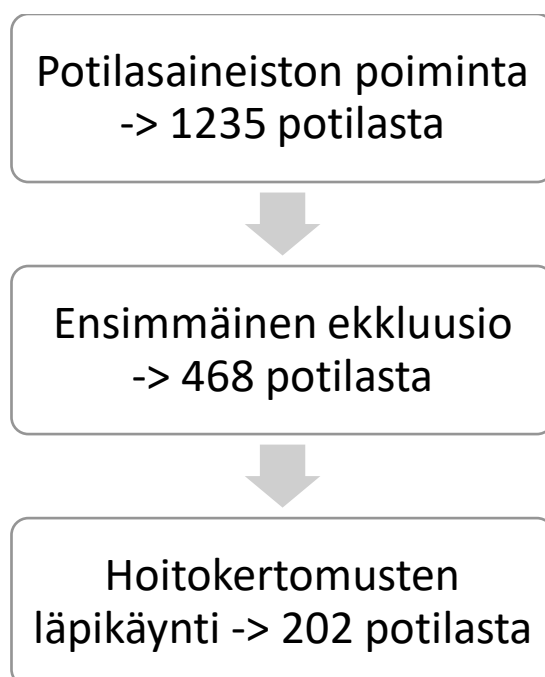 Potilasaineiston poiminta
-> 1235 potilasta
Ensimmäinen ekkluusio
-> 468 potilasta
Hoitokertomusten
läpikäynti -> 202 potilasta